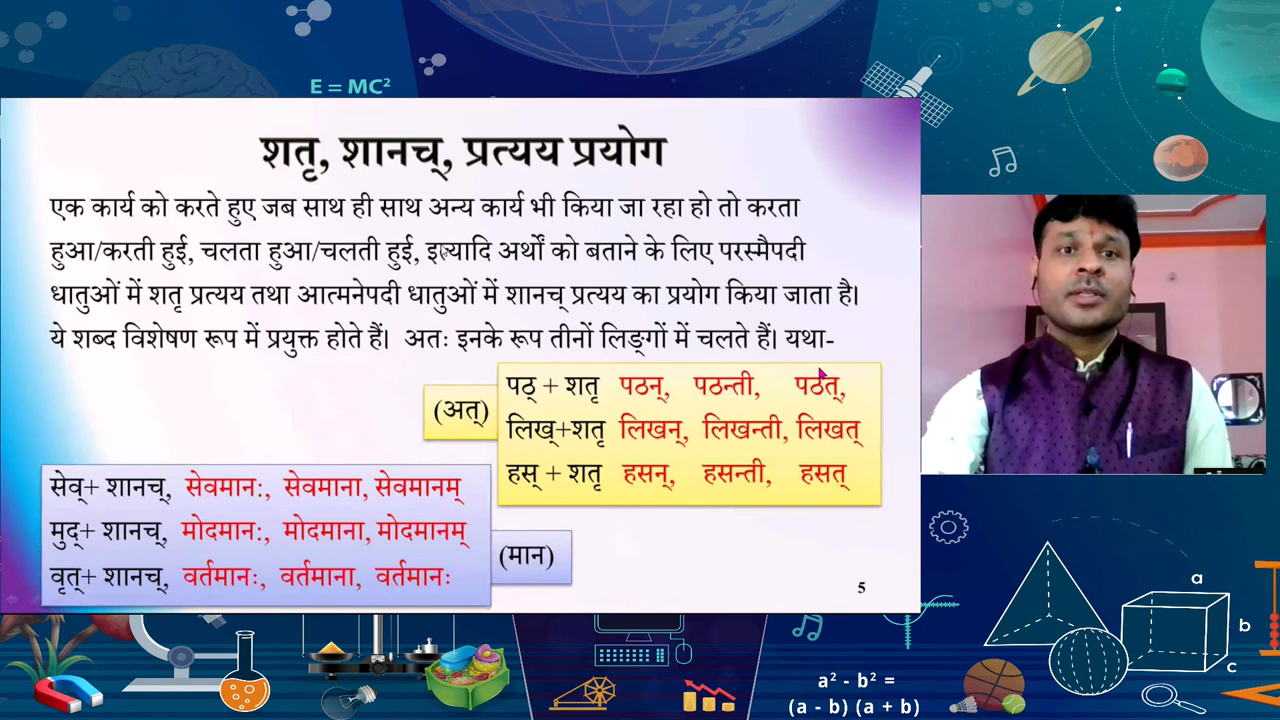 E = MC²
शतृ, शानच्, प्रत्यय प्रयोग
एक कार्य को करते हुए जब साथ ही साथ अन्य कार्य भी किया जा रहा हो तो करता
हुआ/करती हुई, चलता हुआ/चलती हुई, इत्यादि अर्थों को बताने के लिए परस्मैपदी
धातुओं में शतृ प्रत्यय तथा आत्मनेपदी धातुओं में शानच् प्रत्यय का प्रयोग किया जाता है।
ये शब्द विशेषण रूप में प्रयुक्त होते हैं। अतः इनके रूप तीनों लिङ्गों में चलते हैं। यथा-
(अत्)
पठ् + शतृ पठन्, पठन्ती, पठत्,
लिख्+शतृ लिखन्, लिखन्ती, लिखत्
हस् + शतृ हसन्, हसन्ती, हसत्
सेव्+ शानच्, सेवमान:, सेवमाना, सेवमानम्
मुद्+ शानच्, मोदमान:, मोदमाना, मोदमानम्
वृत्+ शानच्, वर्तमानः, वर्तमाना, वर्तमानः
(मान)
5
a
b
c
a² - b² =
(a - b) (a + b)